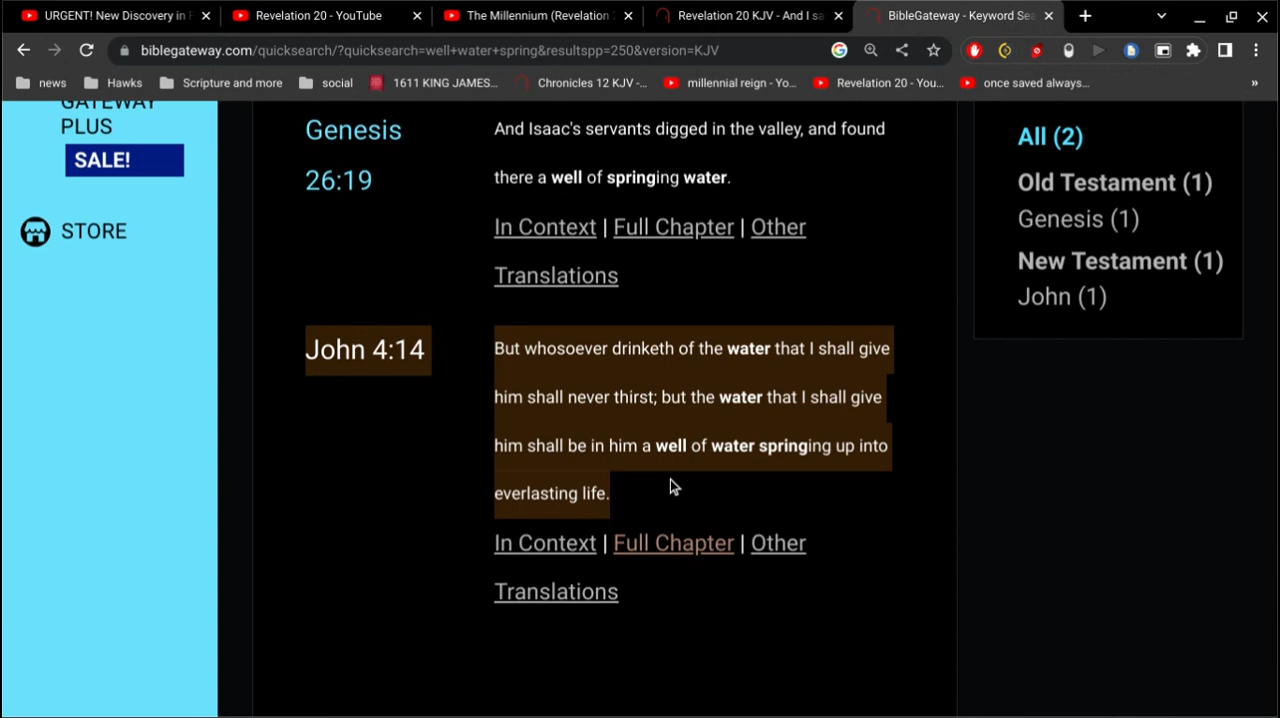 URGENT! New Discovery in
Revelation 20 - YouTube
The Millennium (Revelation
Revelation 20 KJV - And I sa
BibleGateway - Keyword Sea
biblegateway.com/quicksearch/?quicksearch=well+water+spring&resultspp=250&version=KJV
news
Hawks
Scripture and more
social
1611 KING JAMES...
Chronicles 12 KJV -...
millennial reign - Yo...
Revelation 20 - You...
once saved always...
»
GATEWAY
PLUS
SALE!
STORE
Genesis
26:19
And Isaac's servants digged in the valley, and found
there a well of springing water.
In Context | Full Chapter | Other
Translations
John 4:14
But whosoever drinketh of the water that I shall give
him shall never thirst; but the water that I shall give
him shall be in him a well of water springing up into
everlasting life.
In Context | Full Chapter | Other
Translations
All (2)
Old Testament (1)
Genesis (1)
New Testament (1)
John (1)